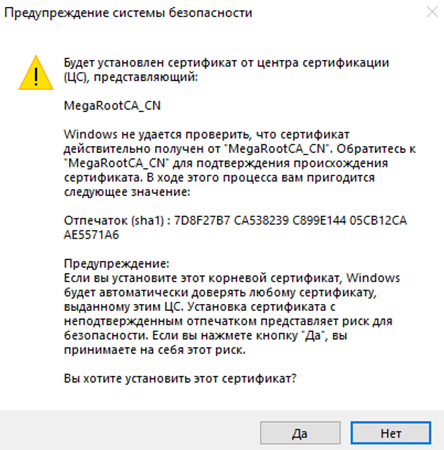 Предупреждение системы безопасности
Будет установлен сертификат от центра сертификации
(ЦС), представляющий:
MegaRootCA_CN
Windows не удается проверить, что сертификат
действительно получен от "MegaRootCA_CN". Обратитесь к
"MegaRootCA_CN" для подтверждения происхождения
сертификата. В ходе этого процесса вам пригодится
следующее значение:
Отпечаток (sha1) : 7D8F27B7 CA538239 C899E144 05CB12CA
AE5571A6
Предупреждение:
Если вы установите этот корневой сертификат, Windows
будет автоматически доверять любому сертификату,
выданному этим ЦС. Установка сертификата с
неподтвержденным отпечатком представляет риск для
безопасности. Если вы нажмете кнопку "Да", вы
принимаете на себя этот риск.
Вы хотите установить этот сертификат?
Да
Нет